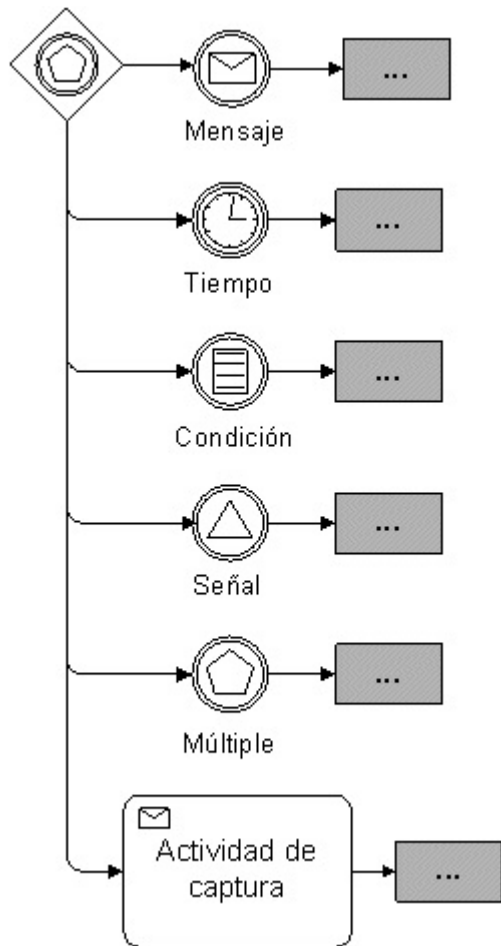 ...
Mensaje
...
Tiempo
...
Condición
...
Señal
...
Múltiple
Actividad de
captura
...